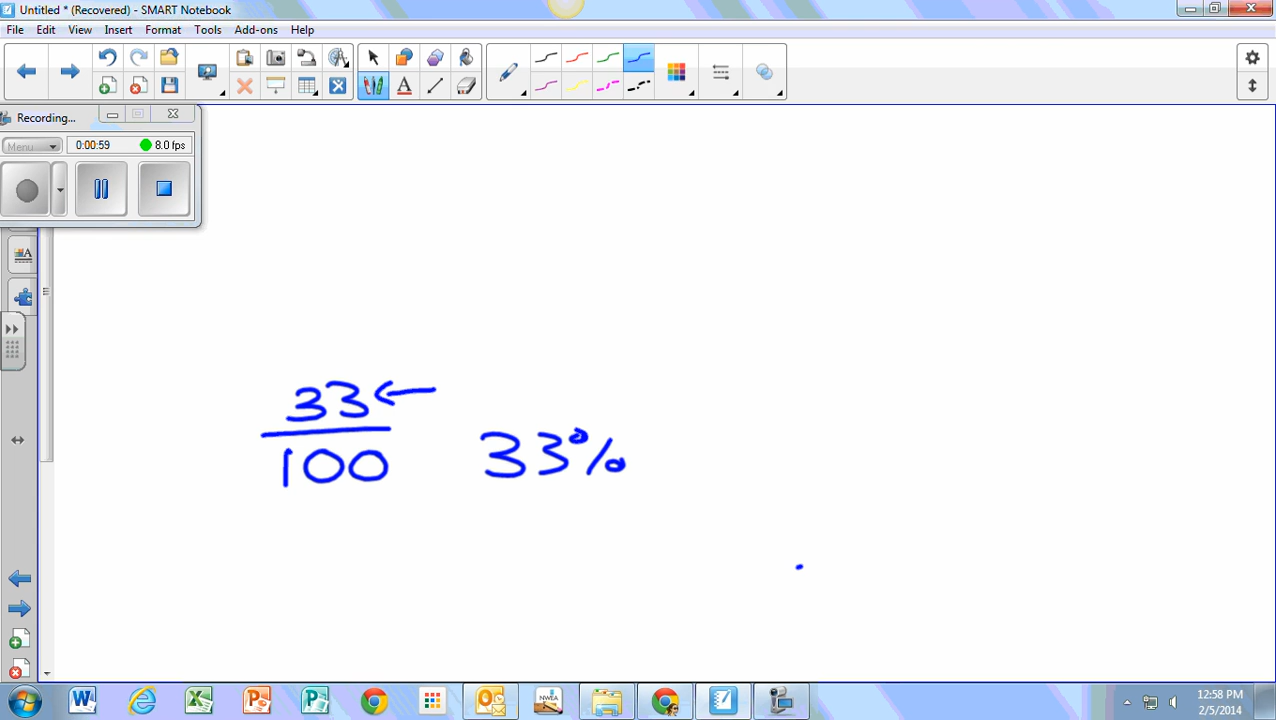 Untitled * (Recovered) - SMART Notebook
File Edit View Insert Format Tools Add-ons Help
Recording...
Menu 0:00:59 8.0 fps
33 ←
100
33%
12:58 PM
2/5/2014